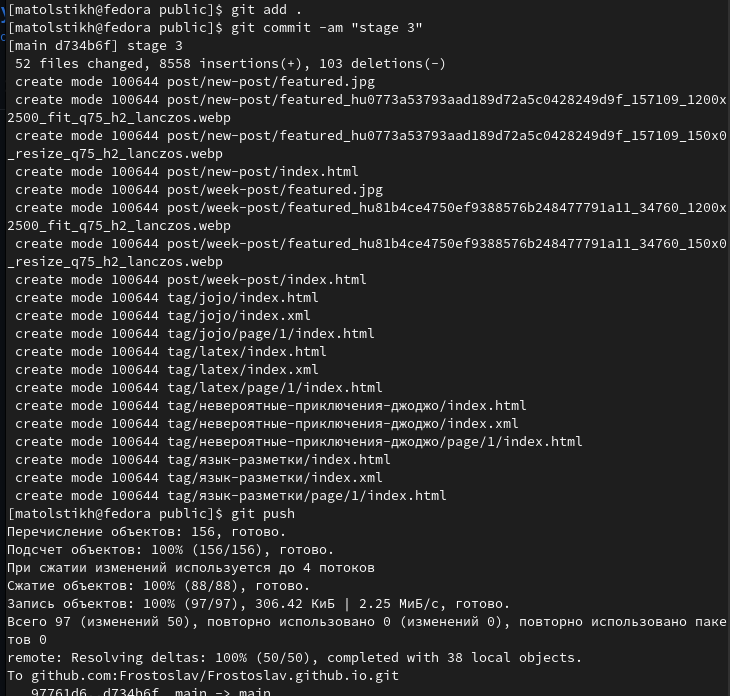 [matolstikh@fedora public]$ git add .
[matolstikh@fedora public]$ git commit -am "stage 3"
[main d734b6f] stage 3
 52 files changed, 8558 insertions(+), 103 deletions(-)
 create mode 100644 post/new-post/featured.jpg
 create mode 100644 post/new-post/featured_hu0773a53793aad189d72a5c0428249d9f_157109_1200x
2500_fit_q75_h2_lanczos.webp
 create mode 100644 post/new-post/featured_hu0773a53793aad189d72a5c0428249d9f_157109_150x0
_resize_q75_h2_lanczos.webp
 create mode 100644 post/new-post/index.html
 create mode 100644 post/week-post/featured.jpg
 create mode 100644 post/week-post/featured_hu81b4ce4750ef9388576b248477791a11_34760_1200x
2500_fit_q75_h2_lanczos.webp
 create mode 100644 post/week-post/featured_hu81b4ce4750ef9388576b248477791a11_34760_150x0
_resize_q75_h2_lanczos.webp
 create mode 100644 post/week-post/index.html
 create mode 100644 tag/jojo/index.html
 create mode 100644 tag/jojo/index.xml
 create mode 100644 tag/jojo/page/1/index.html
 create mode 100644 tag/latex/index.html
 create mode 100644 tag/latex/index.xml
 create mode 100644 tag/latex/page/1/index.html
 create mode 100644 tag/невероятные-приключения-джоджо/index.html
 create mode 100644 tag/невероятные-приключения-джоджо/index.xml
 create mode 100644 tag/невероятные-приключения-джоджо/page/1/index.html
 create mode 100644 tag/язык-разметки/index.html
 create mode 100644 tag/язык-разметки/index.xml
 create mode 100644 tag/язык-разметки/page/1/index.html
[matolstikh@fedora public]$ git push
Перечисление объектов: 156, готово.
Подсчет объектов: 100% (156/156), готово.
При сжатии изменений используется до 4 потоков
Сжатие объектов: 100% (88/88), готово.
Запись объектов: 100% (97/97), 306.42 КиБ | 2.25 МиБ/с, готово.
Всего 97 (изменений 50), повторно использовано 0 (изменений 0), повторно использовано паке
тов 0
remote: Resolving deltas: 100% (50/50), completed with 38 local objects.
To github.com:Frostoslav/Frostoslav.github.io.git
   97761d6..d734b6f  main -> main